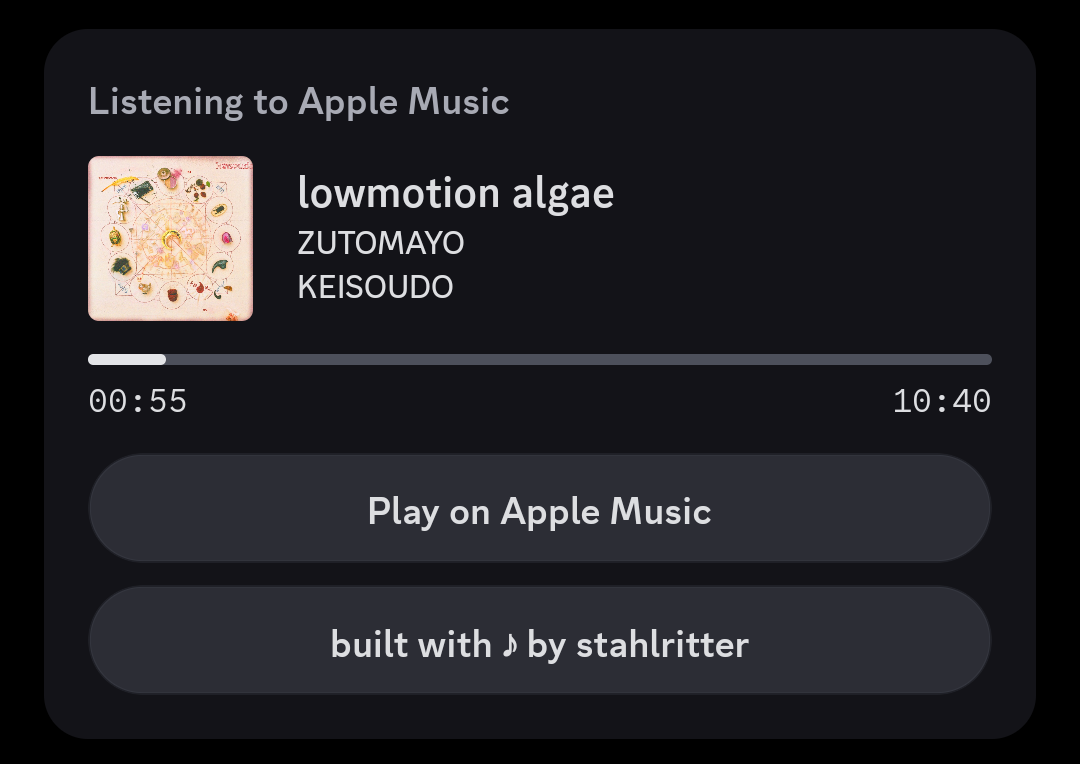 Listening to Apple Music
lowmotion algae
ZUTOMAYO
KEISOUDO
00:55
10:40
Play on Apple Music
built with ♪ by stahlritter